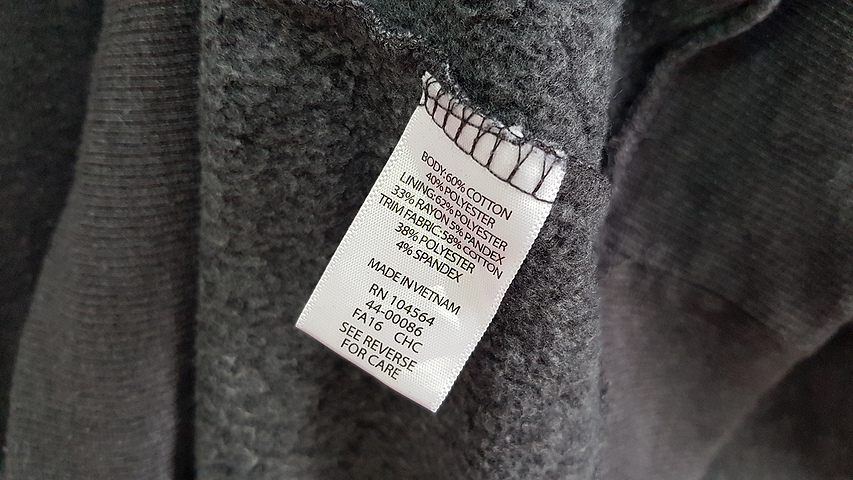 BODY:60% COTTON
40% POLYESTER
LINING:62% POLYESTER
33% RAYON 5% PANDEX
TRIM FABRIC:58% COTTON
38% POLYESTER
4% SPANDEX
MADE IN VIETNAM
RN 104564
44-00086
FA16 CHC
SEE REVERSE
FOR CARE